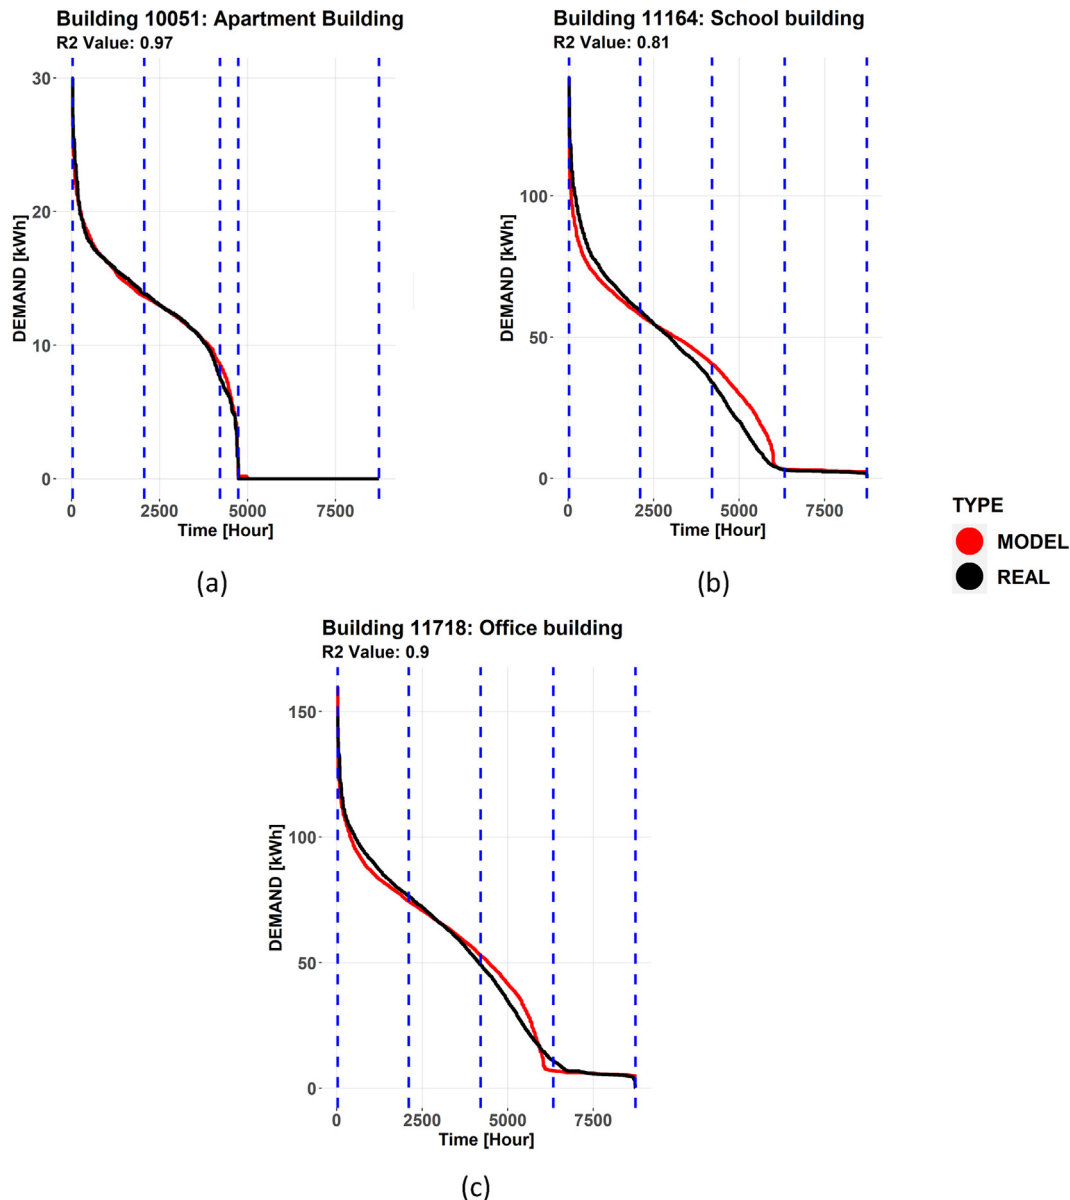 Building 10051: Apartment Building
R2 Value: 0.97
30
20
10
0
DEMAND [kWh]
0 2500 5000 7500
Time [Hour]
(a)
Building 11164: School building
R2 Value: 0.81
100
50
0
DEMAND [kWh]
0 2500 5000 7500
Time [Hour]
(b)
TYPE
MODEL
REAL
Building 11718: Office building
R2 Value: 0.9
150
100
50
0
DEMAND [kWh]
0 2500 5000 7500
Time [Hour]
(c)